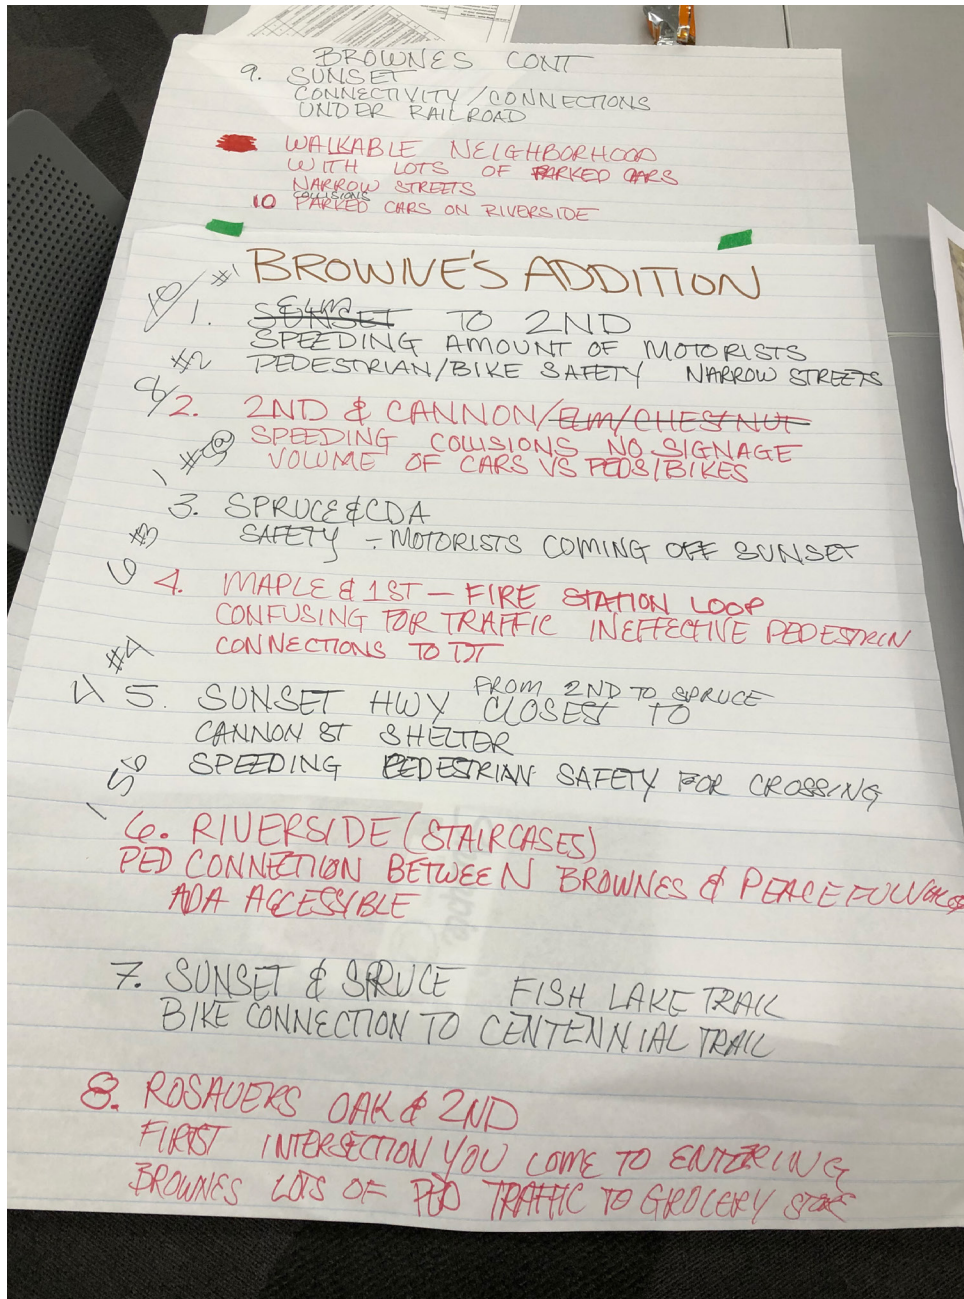 BROWNES CONT
9. SUNSET
CONNECTIVITY/CONNECTIONS
UNDER RAILROAD
WALKABLE NEIGHBORHOOD
WITH LOTS OF PARKED CARS
NARROW STREETS
COLLISIONS
10 PARKED CARS ON RIVERSIDE
BROWNE'S ADDITION
#1
10/1. SUNSET ELM TO 2ND
SPEEDING AMOUNT OF MOTORISTS
#2 PEDESTRIAN/BIKE SAFETY NARROW STREETS
9/2. 2ND & CANNON/ELM/CHESTNUT
SPEEDING COLLISIONS NO SIGNAGE
VOLUME OF CARS VS PEDS/BIKES
3. SPRUCE & CDA
#3 SAFETY - MOTORISTS COMING OFF SUNSET
6 4. MAPLE & 1ST - FIRE STATION LOOP
CONFUSING FOR TRAFFIC INEFFECTIVE PEDESTRIN
#4 CONNECTIONS TO DT
4 5. SUNSET HWY FROM 2ND TO SPRUCE
CLOSEST TO
CANNON ST SHELTER
SPEEDING PEDESTRIAN SAFETY FOR CROSSING
6. RIVERSIDE (STAIRCASES)
PED CONNECTION BETWEEN BROWNES &
ADA ACCESSIBLE
7. SUNSET & SPRUCE FISH LAKE TRAIL
BIKE CONNECTION TO CENTENNIAL TRAIL
8. ROSAUERS OAK & 2ND
FIRST INTERSECTION YOU COME TO ENTERING
BROWNES LOTS OF PED TRAFFIC TO GROCERY STORE